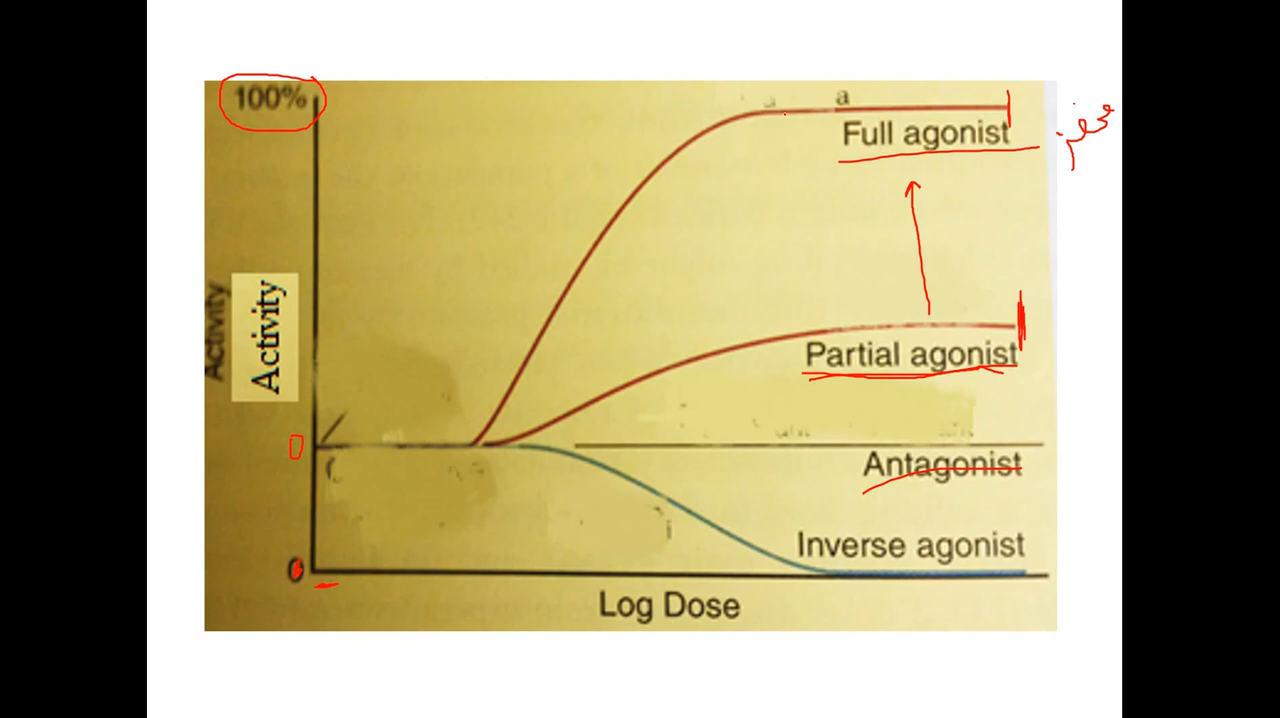 100%
a
Full agonist
Activity
Activity
Partial agonist
Antagonist
Inverse agonist
0
Log Dose